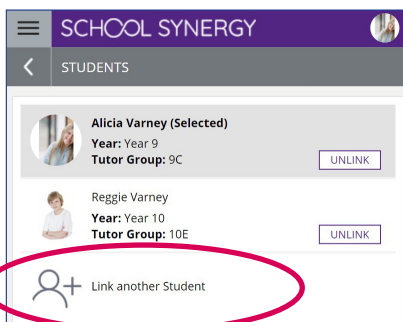 SCHOOL SYNERGY
STUDENTS
Alicia Varney (Selected)
Year: Year 9
Tutor Group: 9C
UNLINK
Reggie Varney
Year: Year 10
Tutor Group: 10E
UNLINK
Link another Student